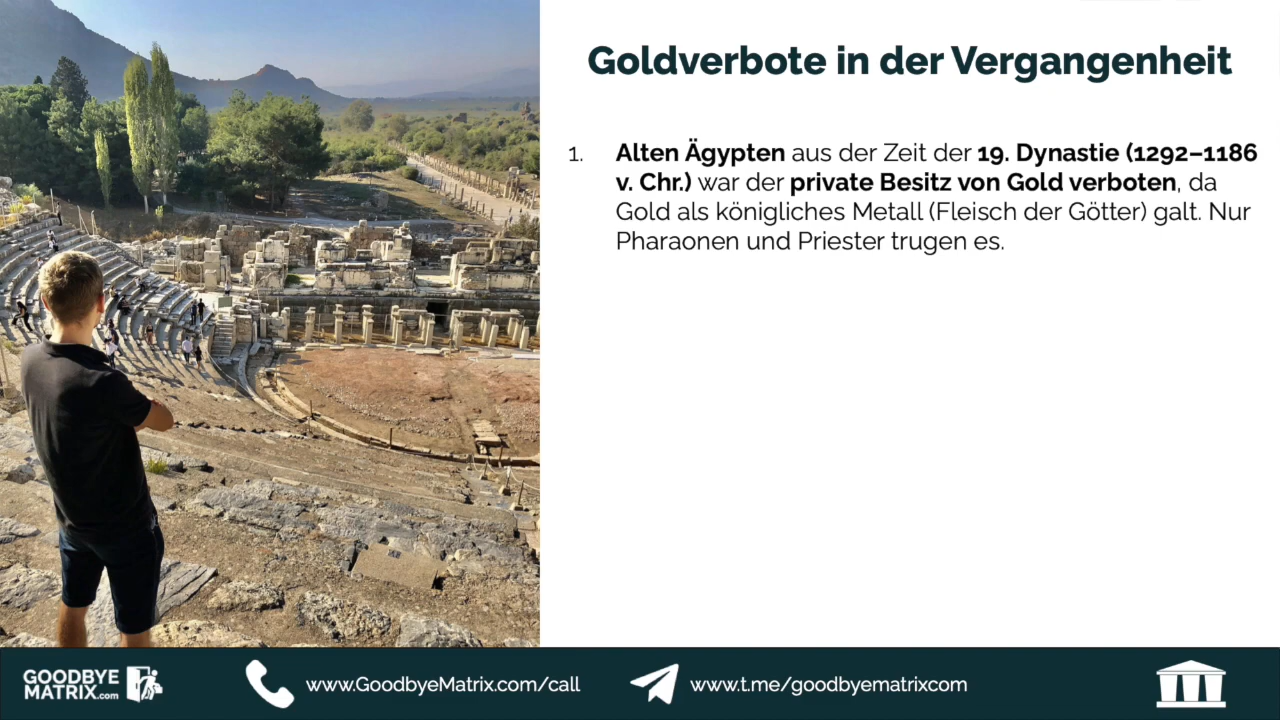 Goldverbote in der Vergangenheit
1. Alten Ägypten aus der Zeit der 19. Dynastie (1292–1186
v. Chr.) war der private Besitz von Gold verboten, da
Gold als königliches Metall (Fleisch der Götter) galt. Nur
Pharaonen und Priester trugen es.
GOODBYE
MATRIX.com
www.GoodbyeMatrix.com/call
www.t.me/goodbyematrixcom